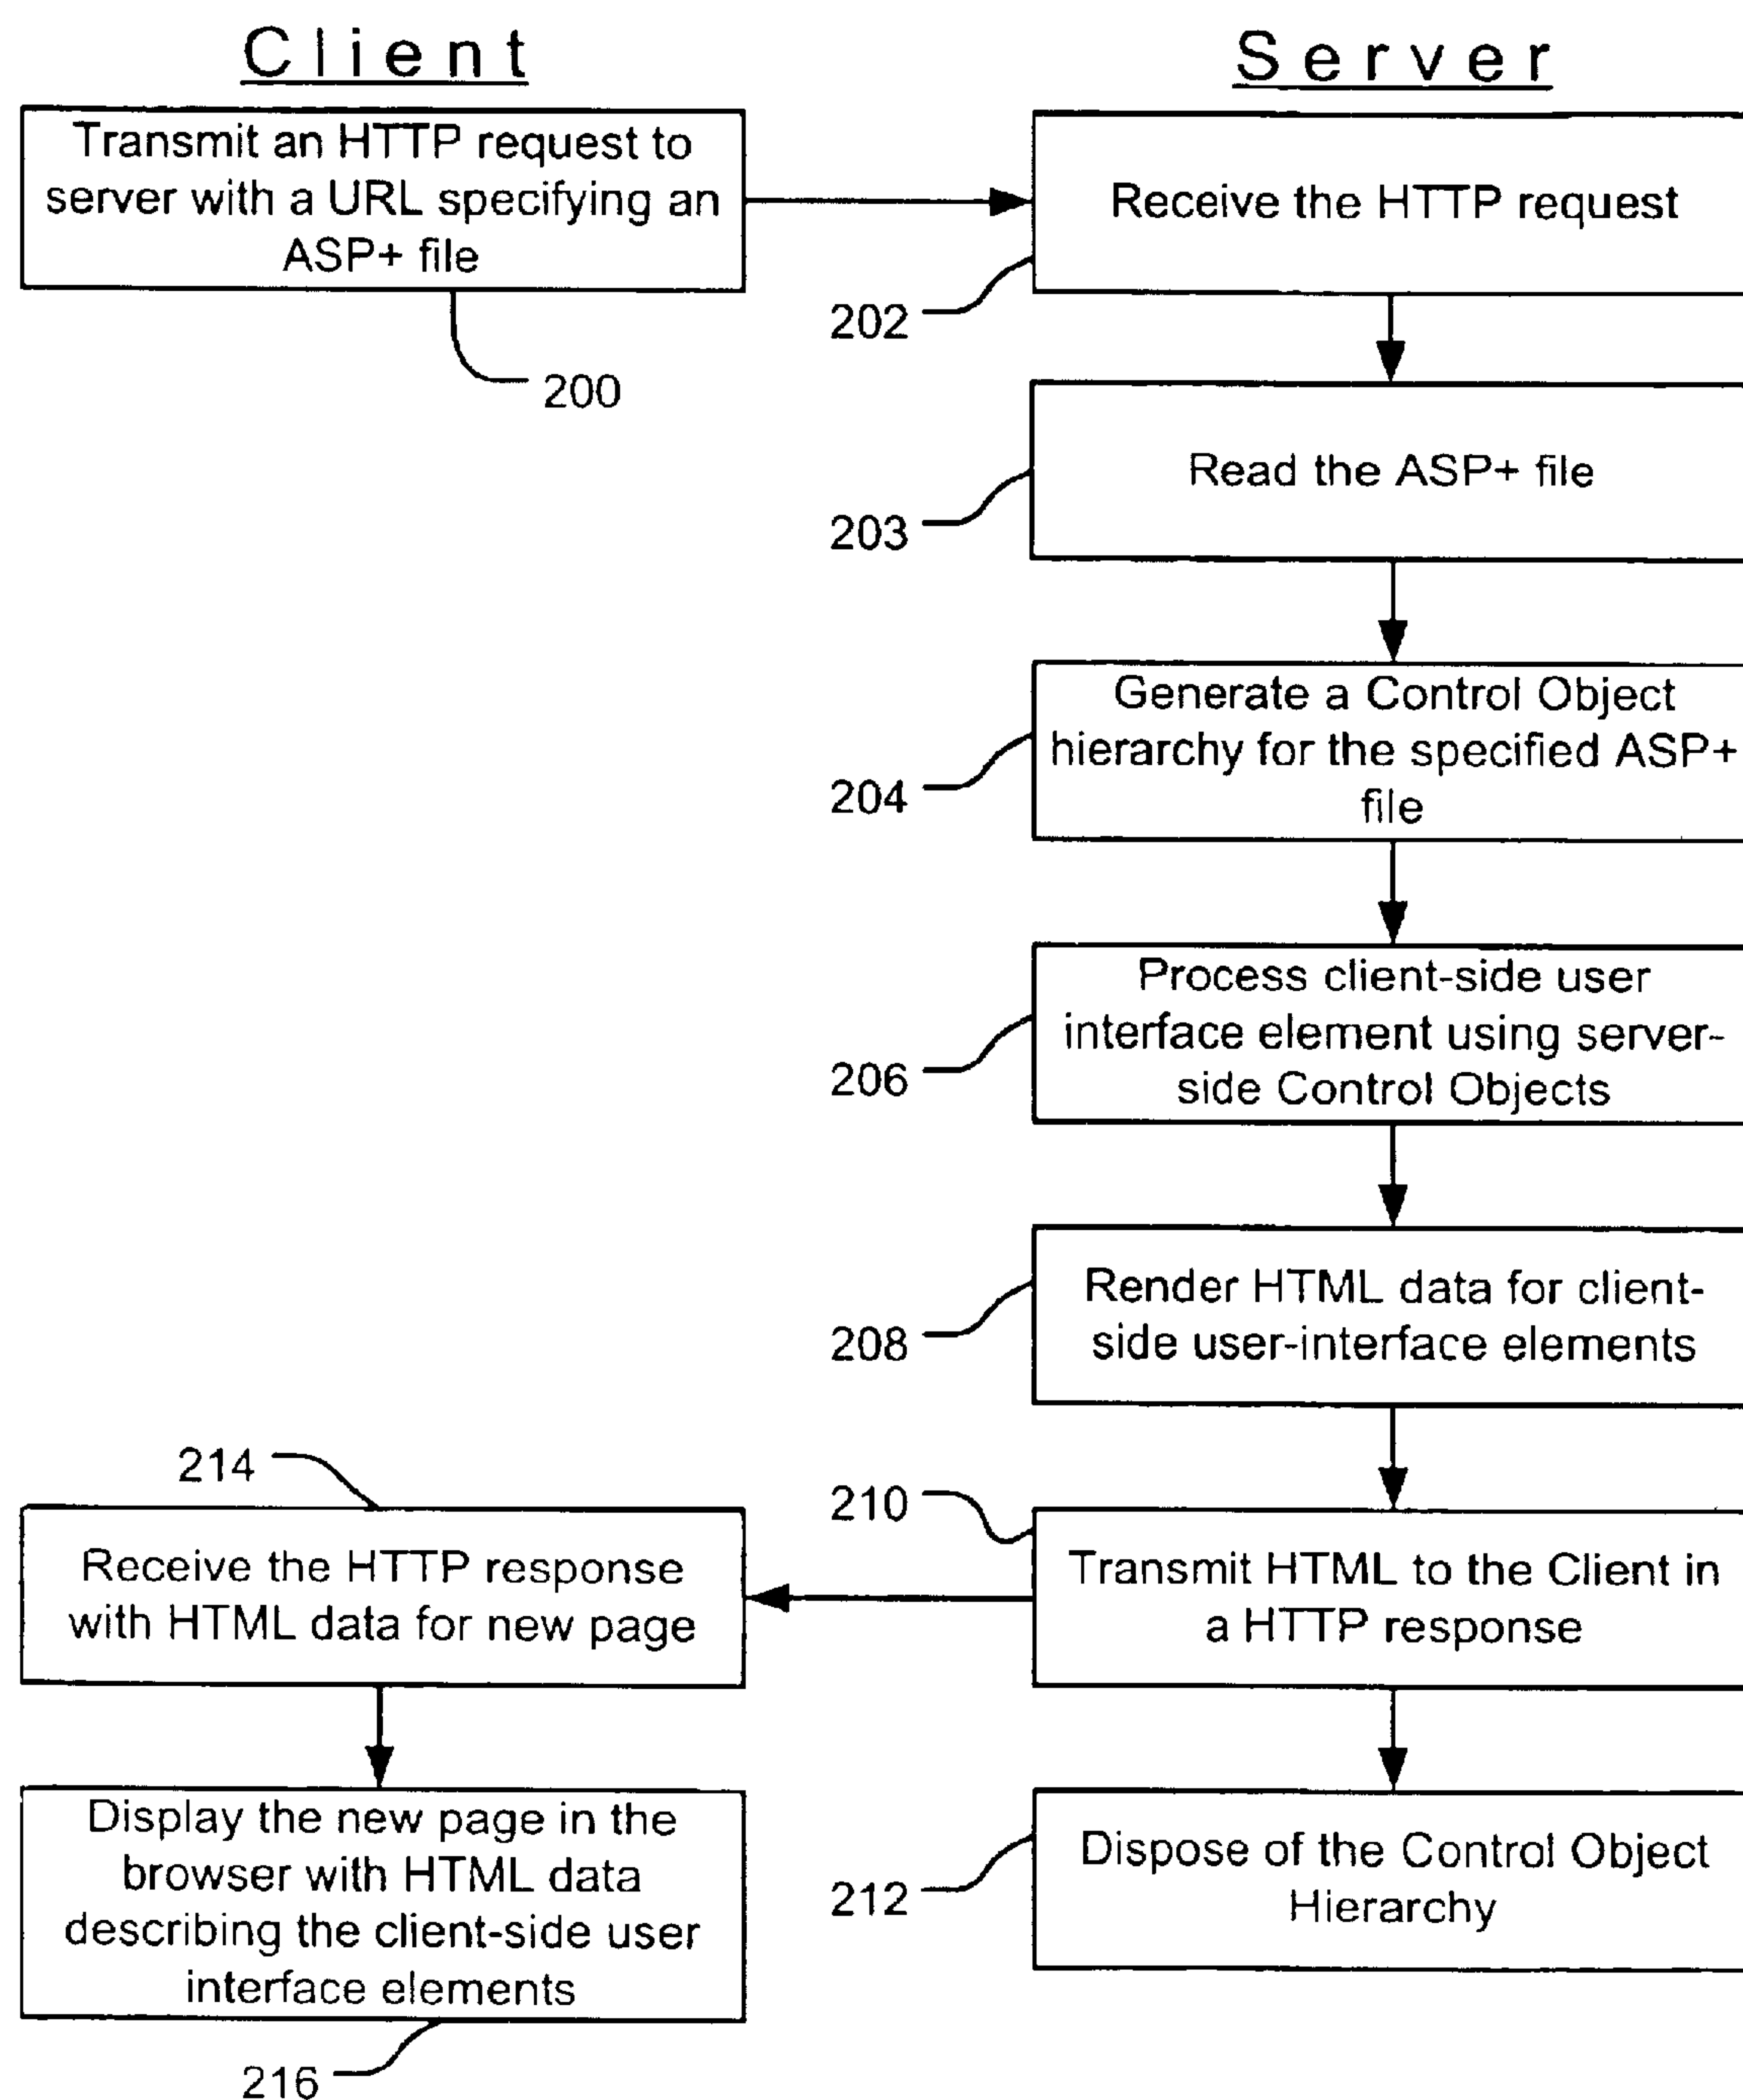 Client
Server
Transmit an HTTP request to
server with a URL specifying an
ASP+ file
200
Receive the HTTP request
202
Read the ASP+ file
203
Generate a Control Object
hierarchy for the specified ASP+
file
204
Process client-side user
interface element using server-
side Control Objects
206
Render HTML data for client-
side user-interface elements
208
Transmit HTML to the Client in
a HTTP response
210
Dispose of the Control Object
Hierarchy
212
214
Receive the HTTP response
with HTML data for new page
Display the new page in the
browser with HTML data
describing the client-side user
interface elements
216